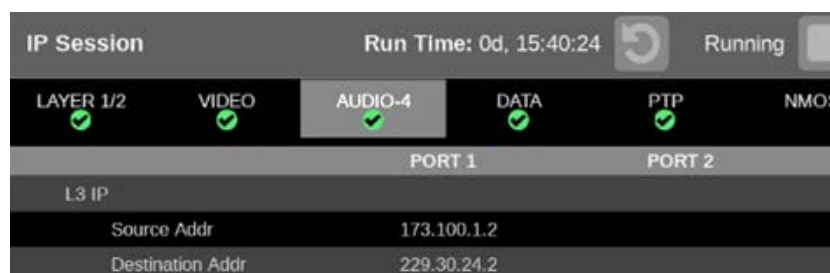 IP Session Run Time: 0d, 15:40:24 Running
LAYER 1/2 VIDEO AUDIO-4 DATA PTP NMOS
PORT 1 PORT 2
L3 IP
Source Addr 173.100.1.2
Destination Addr 229.30.24.2